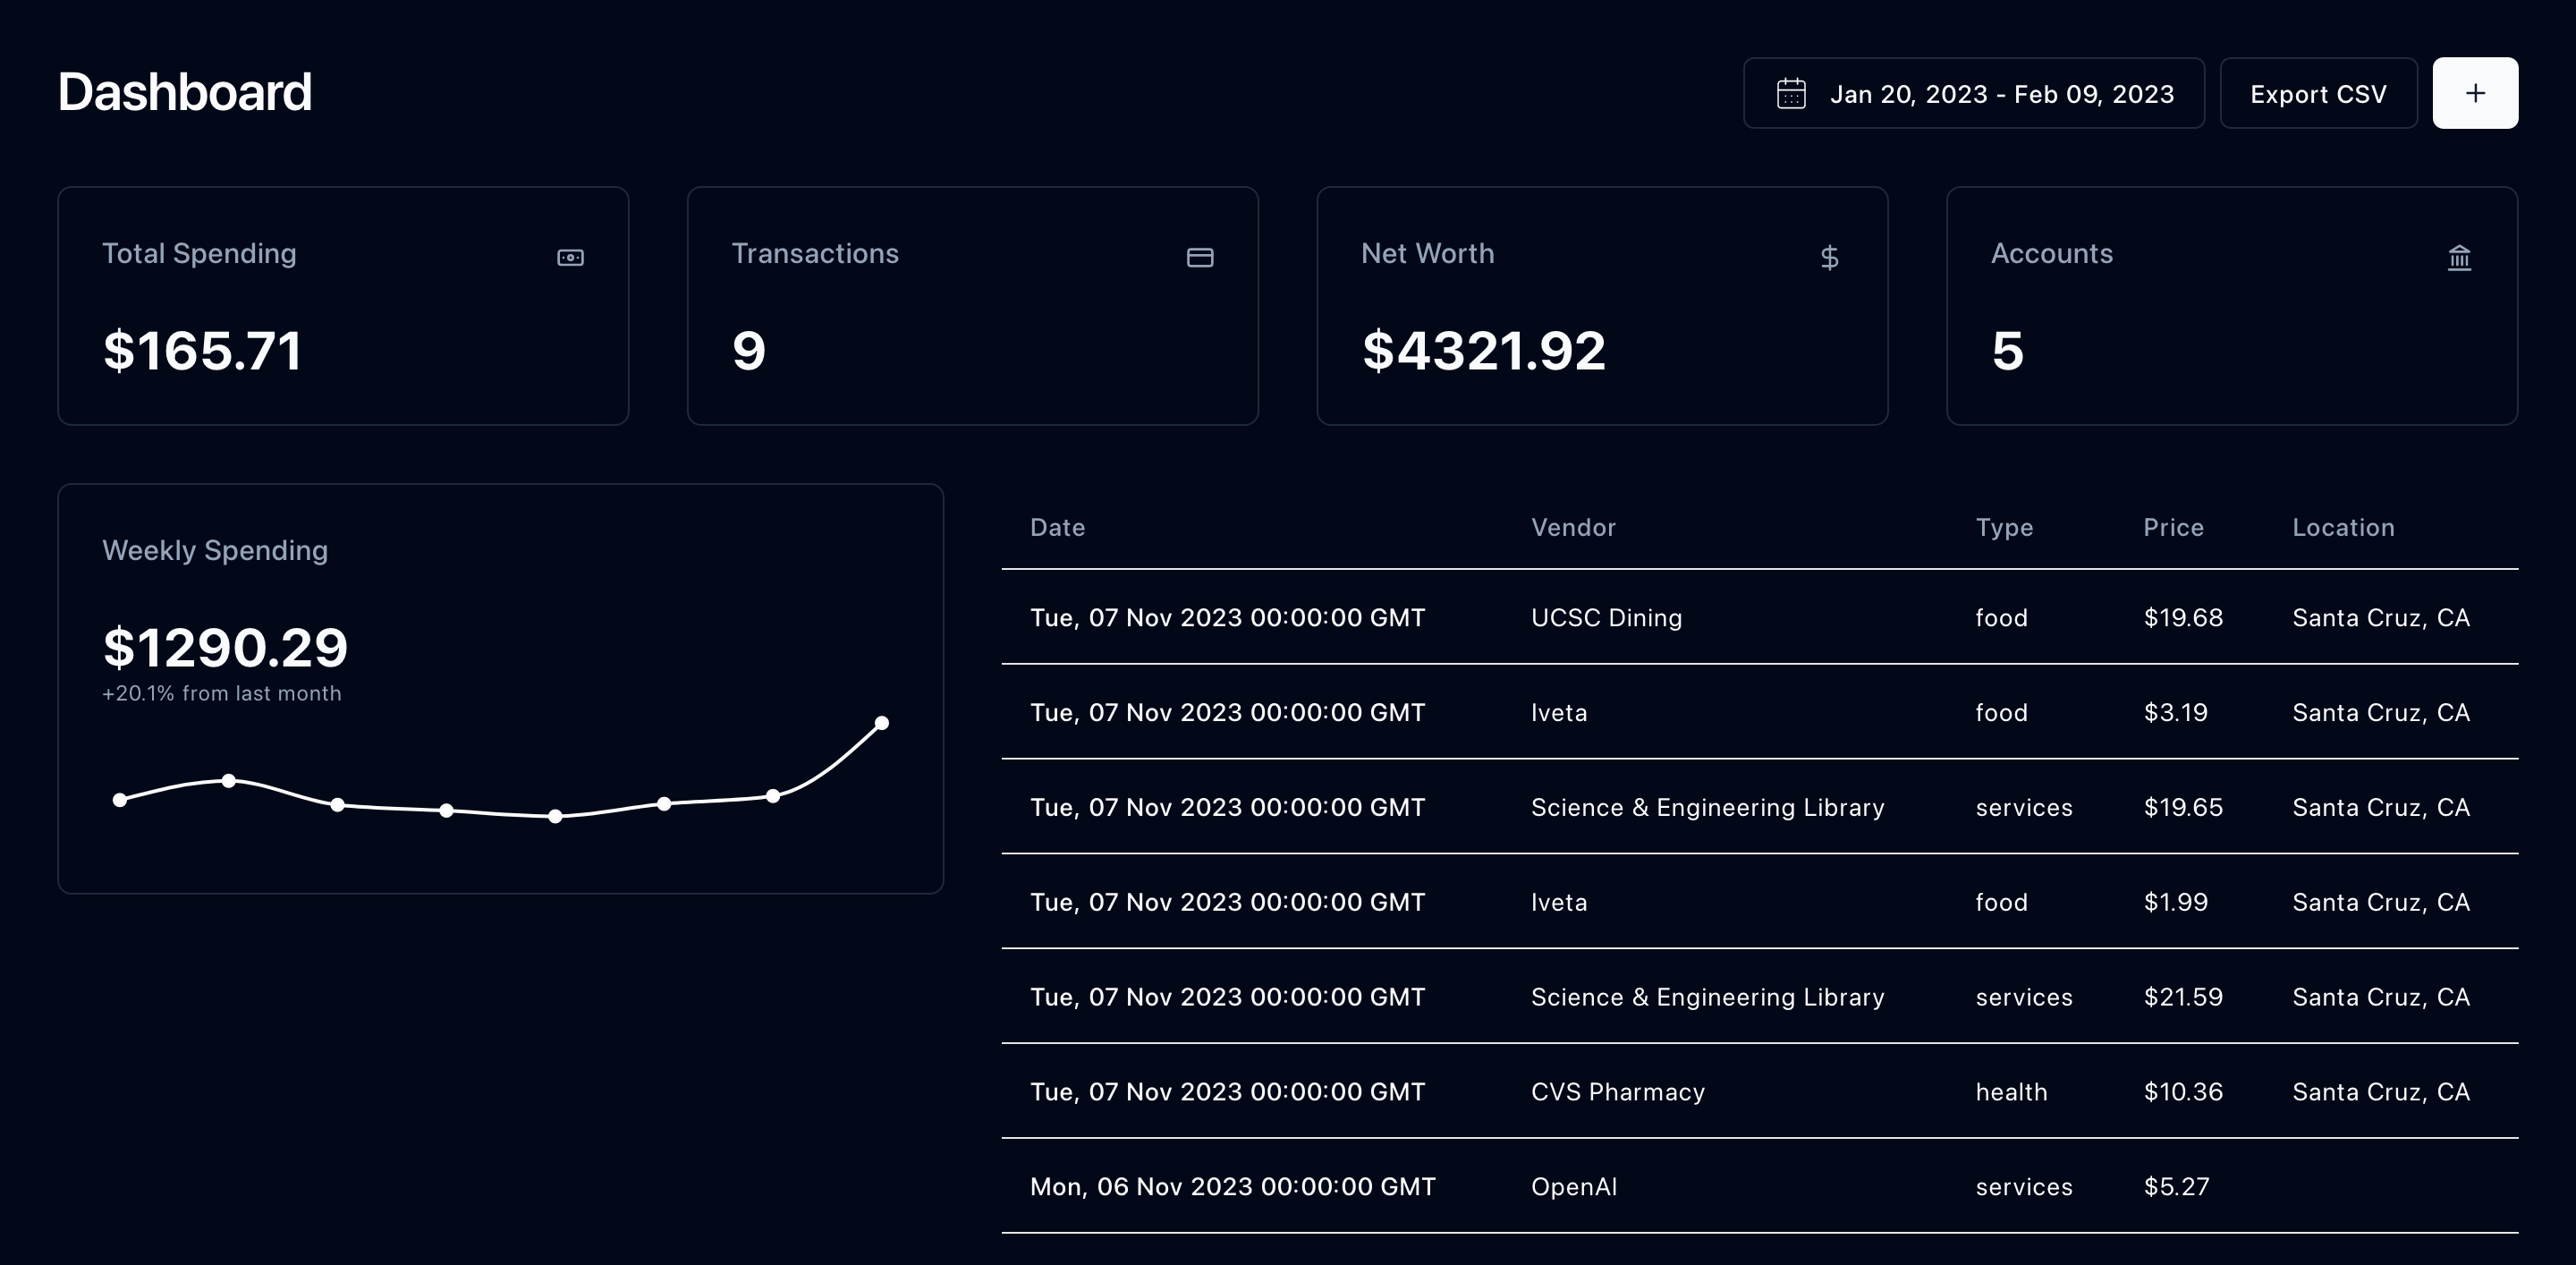 Dashboard
Jan 20, 2023 - Feb 09, 2023
Export CSV
Total Spending
$165.71
Transactions
9
Net Worth
$4321.92
Accounts
5
Weekly Spending
$1290.29
+20.1% from last month
Date Vendor Type Price Location
Tue, 07 Nov 2023 00:00:00 GMT UCSC Dining food $19.68 Santa Cruz, CA
Tue, 07 Nov 2023 00:00:00 GMT Iveta food $3.19 Santa Cruz, CA
Tue, 07 Nov 2023 00:00:00 GMT Science & Engineering Library services $19.65 Santa Cruz, CA
Tue, 07 Nov 2023 00:00:00 GMT Iveta food $1.99 Santa Cruz, CA
Tue, 07 Nov 2023 00:00:00 GMT Science & Engineering Library services $21.59 Santa Cruz, CA
Tue, 07 Nov 2023 00:00:00 GMT CVS Pharmacy health $10.36 Santa Cruz, CA
Mon, 06 Nov 2023 00:00:00 GMT OpenAI services $5.27